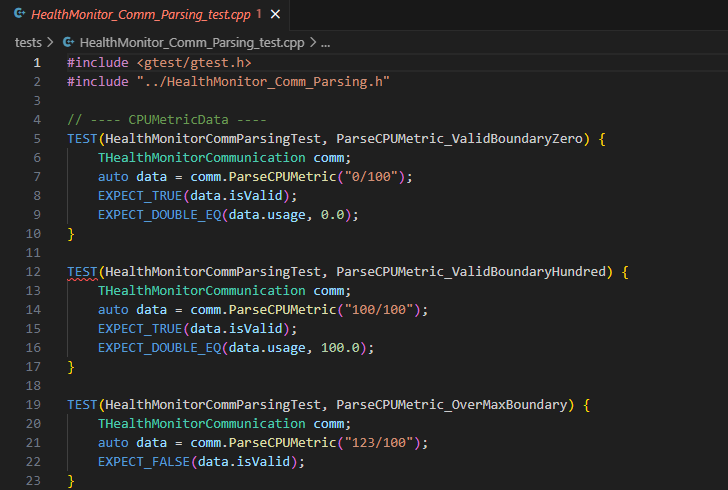 HealthMonitor_Comm_Parsing_test.cpp 1 ×
tests > HealthMonitor_Comm_Parsing_test.cpp > ...
1 #include <gtest/gtest.h>
2 #include "../HealthMonitor_Comm_Parsing.h"
3
4 // ---- CPUMetricData ----
5 TEST(HealthMonitorCommParsingTest, ParseCPUMetric_ValidBoundaryZero) {
6 THealthMonitorCommunication comm;
7 auto data = comm.ParseCPUMetric("0/100");
8 EXPECT_TRUE(data.isValid);
9 EXPECT_DOUBLE_EQ(data.usage, 0.0);
10 }
11
12 TEST(HealthMonitorCommParsingTest, ParseCPUMetric_ValidBoundaryHundred) {
13 THealthMonitorCommunication comm;
14 auto data = comm.ParseCPUMetric("100/100");
15 EXPECT_TRUE(data.isValid);
16 EXPECT_DOUBLE_EQ(data.usage, 100.0);
17 }
18
19 TEST(HealthMonitorCommParsingTest, ParseCPUMetric_OverMaxBoundary) {
20 THealthMonitorCommunication comm;
21 auto data = comm.ParseCPUMetric("123/100");
22 EXPECT_FALSE(data.isValid);
23 }